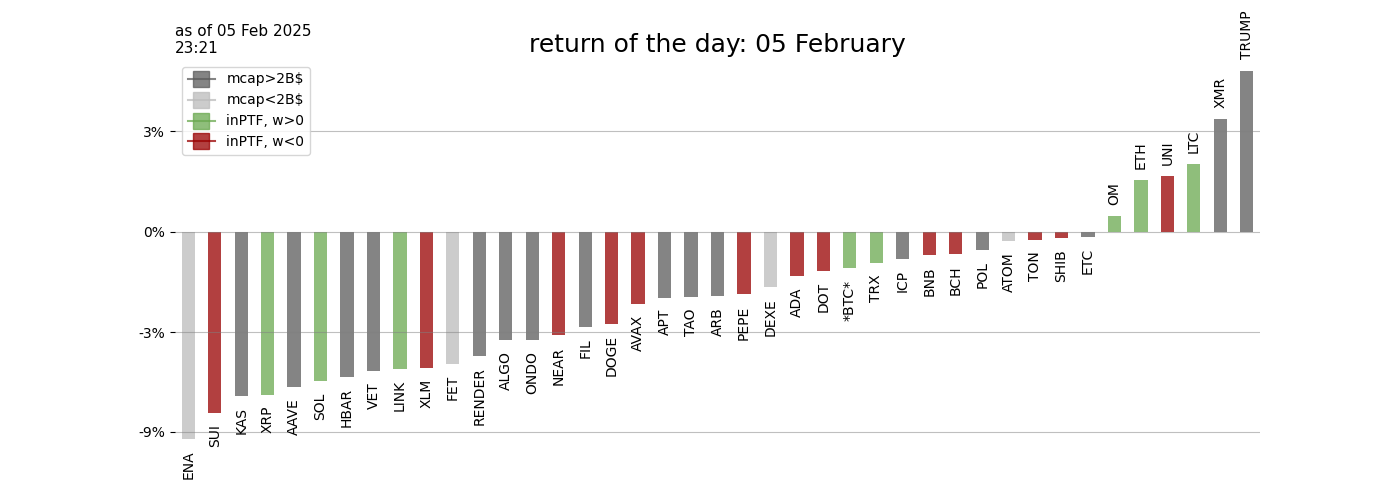 as of 05 Feb 2025
23:21
return of the day: 05 February
mcap>2B$
mcap<2B$
inPTF, w>0
inPTF, w<0
3%
0%
-3%
-9%
ENA
SUI
KAS
XRP
AAVE
SOL
HBAR
VET
LINK
XLM
FET
RENDER
ALGO
ONDO
NEAR
FIL
DOGE
AVAX
APT
TAO
ARB
PEPE
DEXE
ADA
DOT
*BTC*
TRX
ICP
BNB
BCH
POL
ATOM
TON
SHIB
ETC
OM
ETH
UNI
LTC
XMR
TRUMP